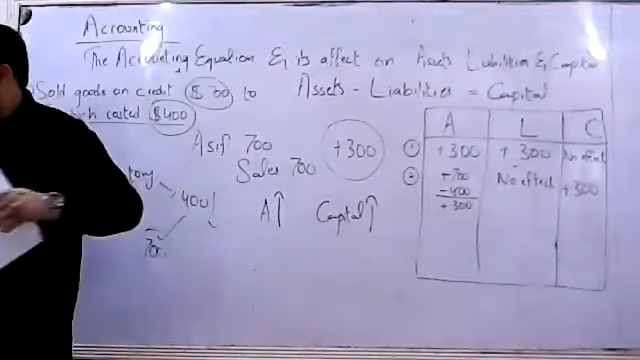 Accounting
The Accounting Equation & its affect on Assets Liabilities & Capital
Sold goods on credit $ 700 to
Assets - Liabilities = Capital
which costed $400
A L C
Asif 700
+300
① +300 +300 No effect
Sales 700
② +700 No effect +300
-400
+300
400
A↑ Capital↑
700